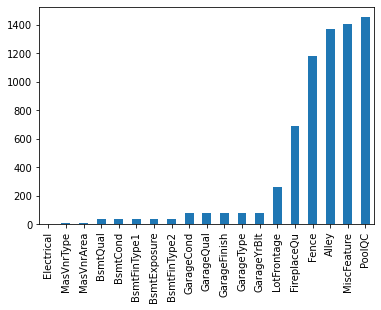 1400
1200
1000
800
600
400
200
0
Electrical
MasVnrType
MasVnrArea
BsmtQual
BsmtCond
BsmtFinType1
BsmtExposure
BsmtFinType2
GarageCond
GarageQual
GarageFinish
GarageType
GarageYrBlt
LotFrontage
FireplaceQu
Fence
Alley
MiscFeature
PoolQC